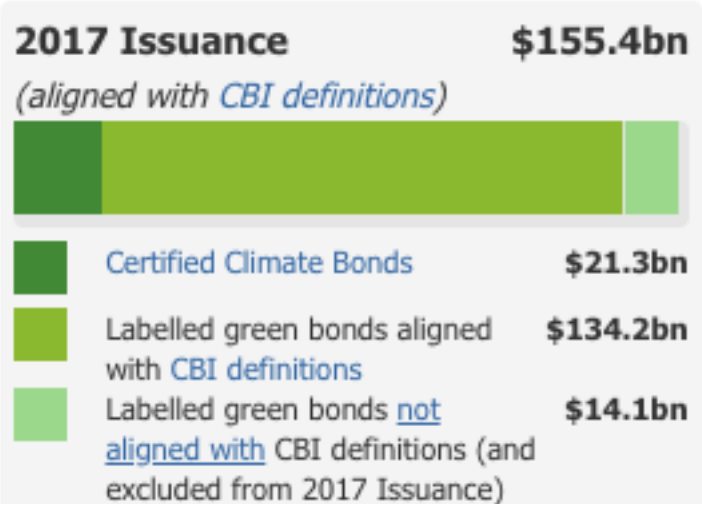 2017 Issuance $155.4bn
(aligned with CBI definitions)
Certified Climate Bonds $21.3bn
Labelled green bonds aligned $134.2bn
with CBI definitions
Labelled green bonds not $14.1bn
aligned with CBI definitions (and
excluded from 2017 Issuance)